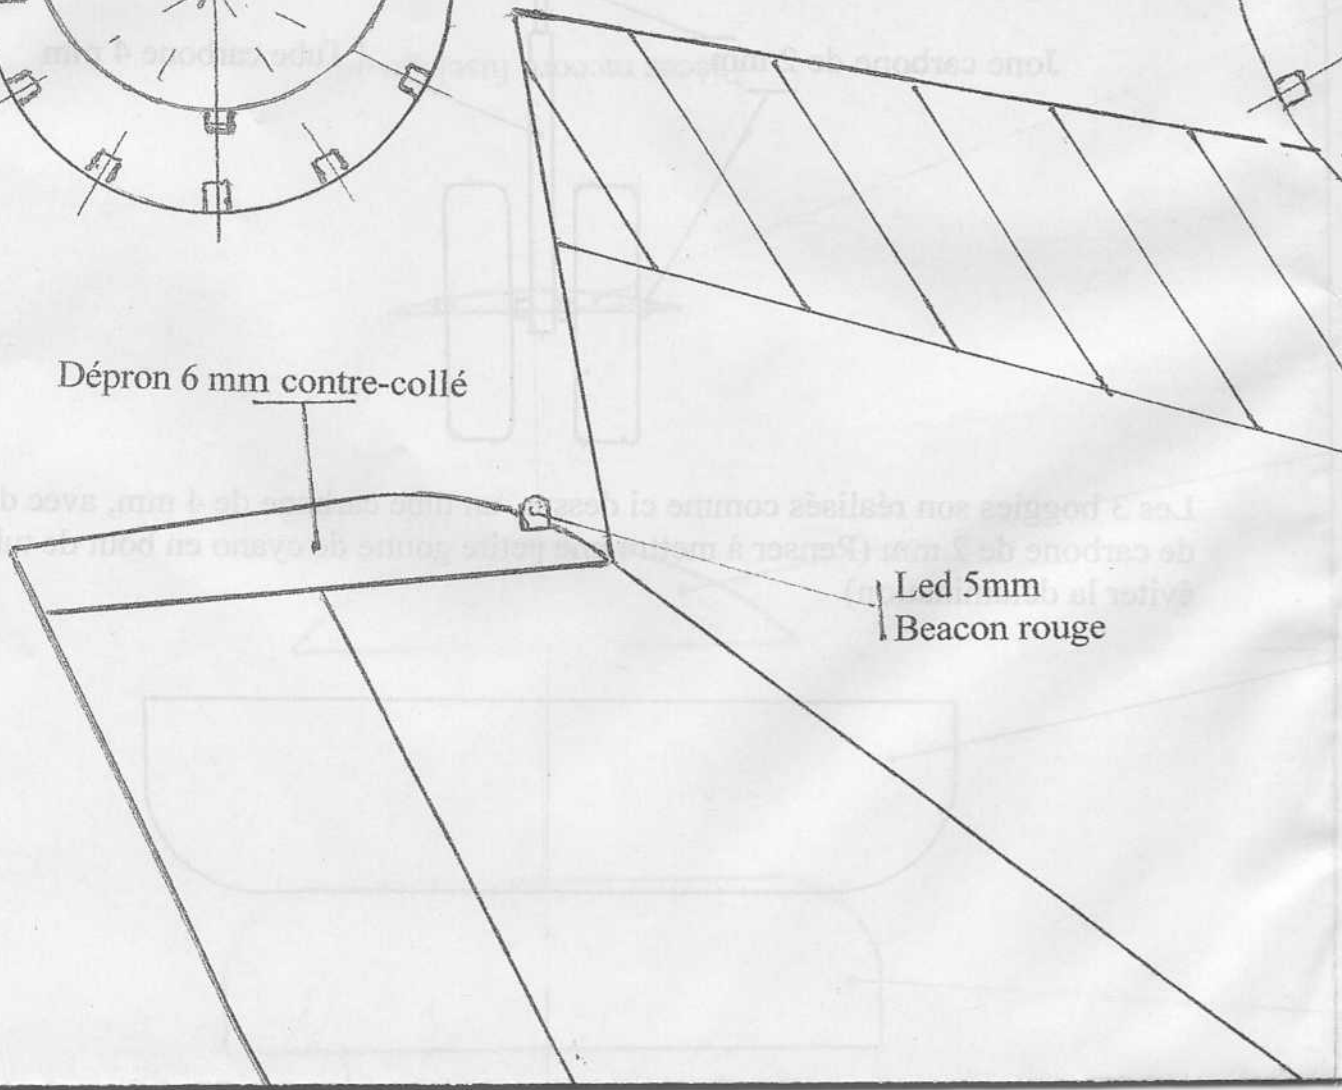 Jonc carbone de 2 mm
Tube carbone 4 mm
Dépron 6 mm contre-collé
Les 3 boggies son réalisés comme ci tube carbone de 4 mm, avec
de carbone de 2 mm (Penser à mettre une petite goutte de cyano en bout de
éviter la
Led 5mm
Beacon rouge